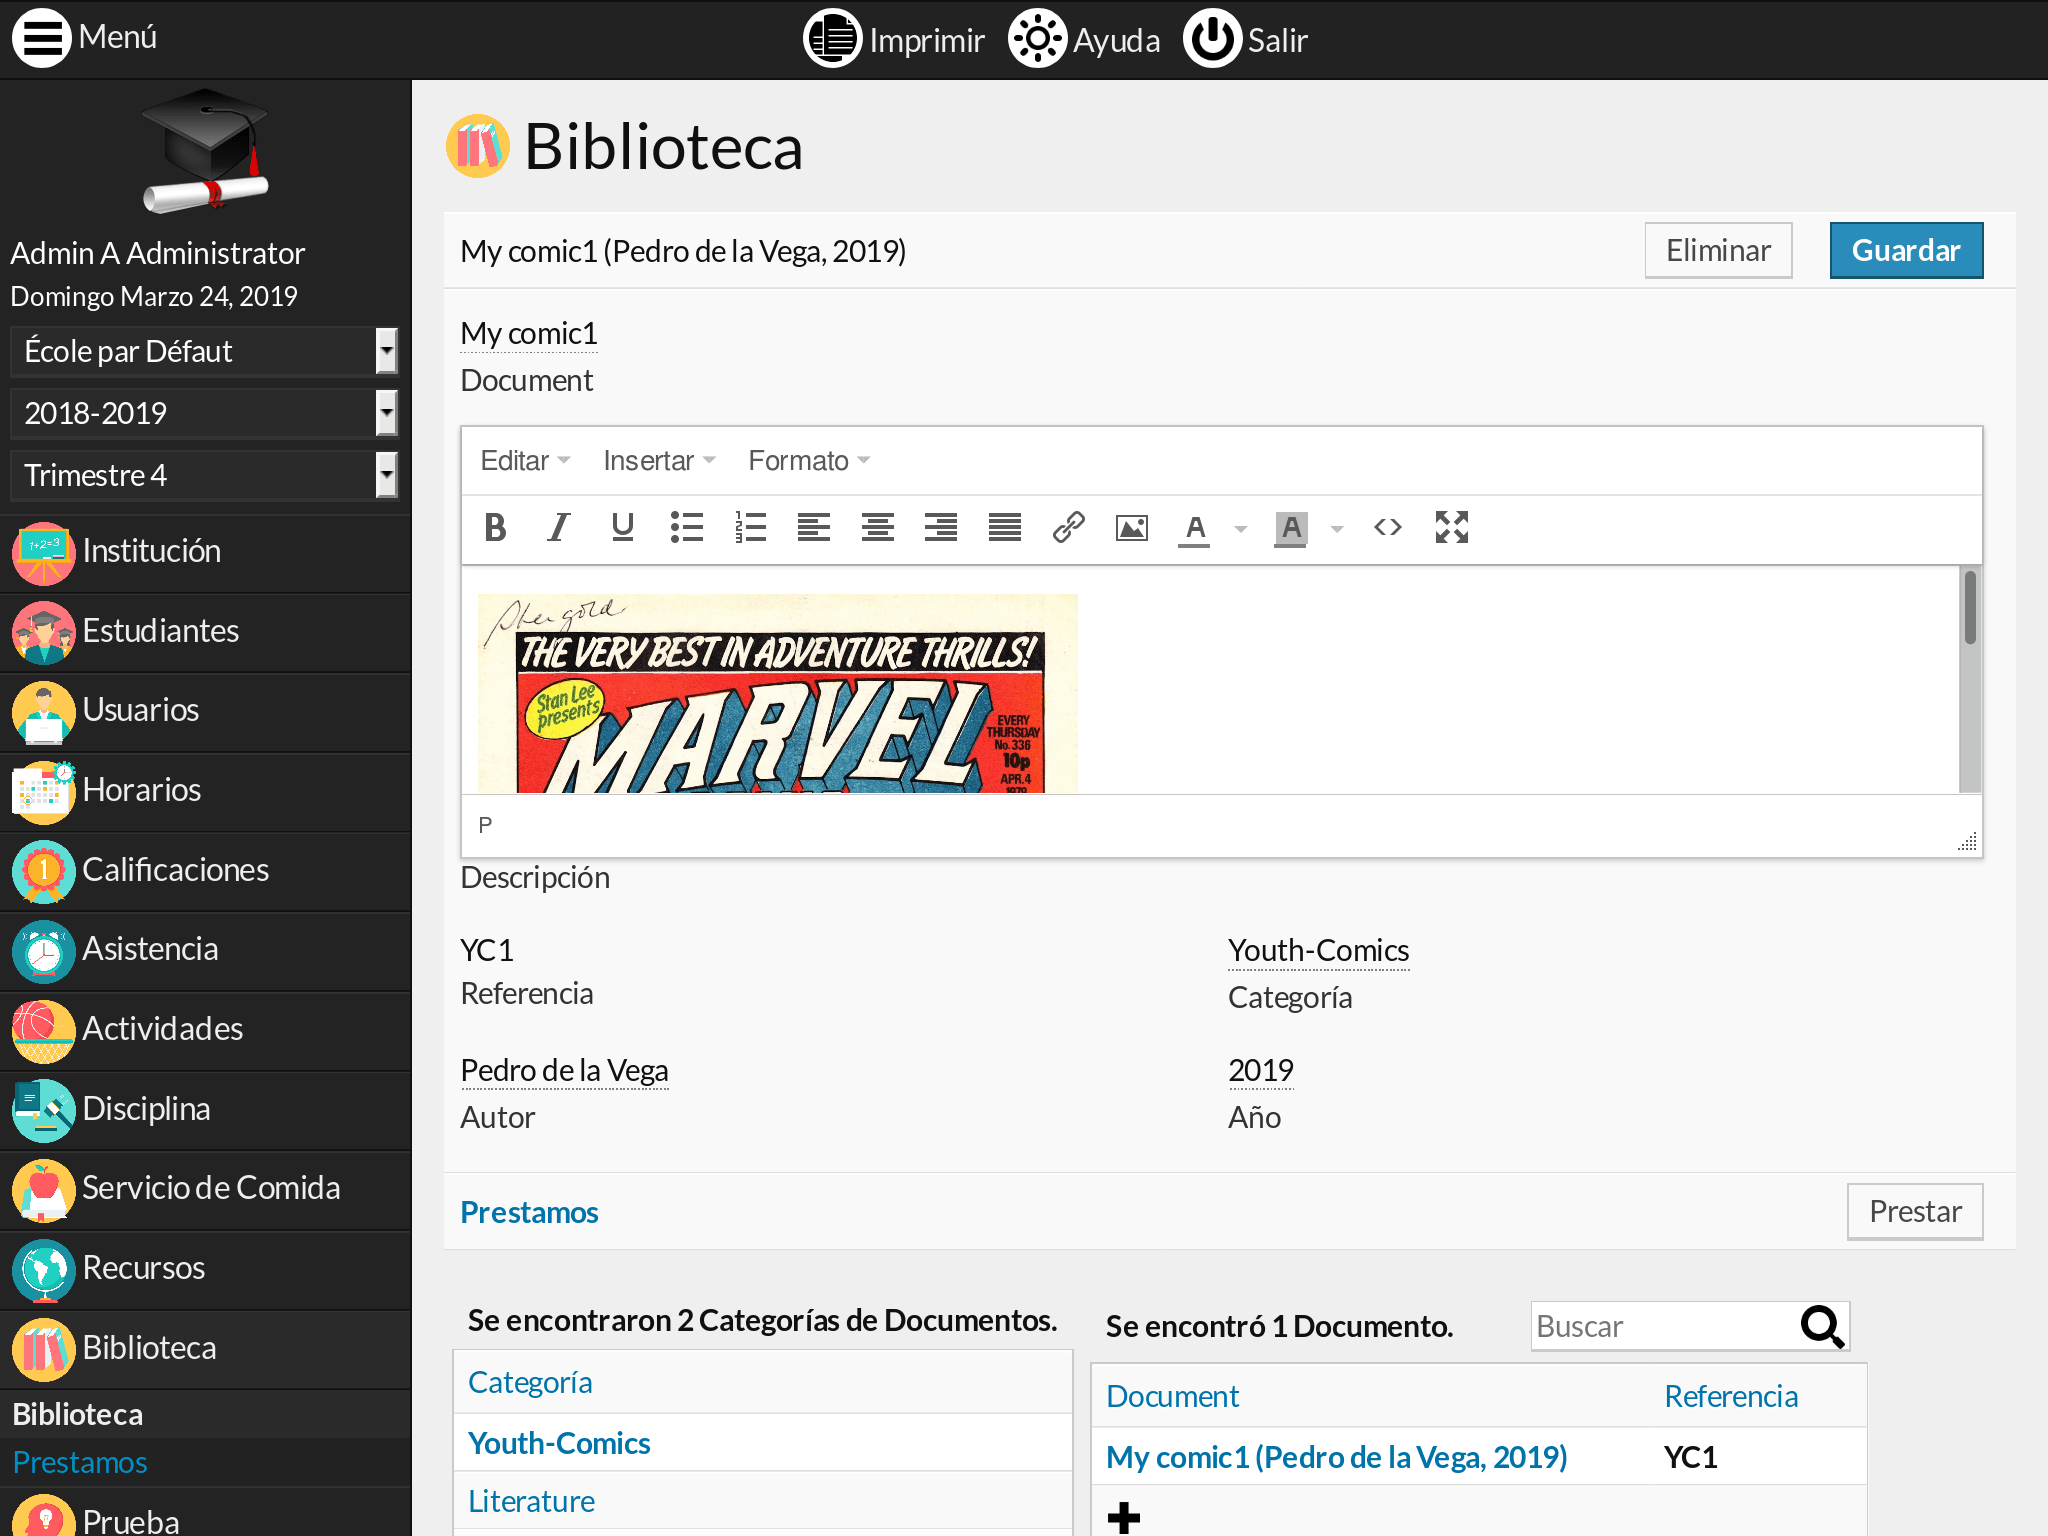 Menú
Imprimir
Ayuda
Salir
Admin A Administrator
Domingo Marzo 24, 2019
École par Défaut
2018-2019
Trimestre 4
1+2=3
Institución
Estudiantes
Usuarios
Horarios
1
Calificaciones
Asistencia
Actividades
Disciplina
Servicio de Comida
Recursos
Biblioteca
Biblioteca
Prestamos
Prueba
Biblioteca
My comic1 (Pedro de la Vega, 2019)
Eliminar
Guardar
My comic1
Document
Editar
Insertar
Formato
B I U A A
THE VERY BEST IN ADVENTURE THRILLS!
Stan Lee
presents
MARVEL
EVERY
THURSDAY
No. 336
10p
APR. 4
1979
P
Descripción
YC1
Referencia
Youth-Comics
Categoría
Pedro de la Vega
Autor
2019
Año
Prestamos
Prestar
Se encontraron 2 Categorías de Documentos.
Categoría
Youth-Comics
Literature
Se encontró 1 Documento.
Buscar
Document
Referencia
My comic1 (Pedro de la Vega, 2019)
YC1